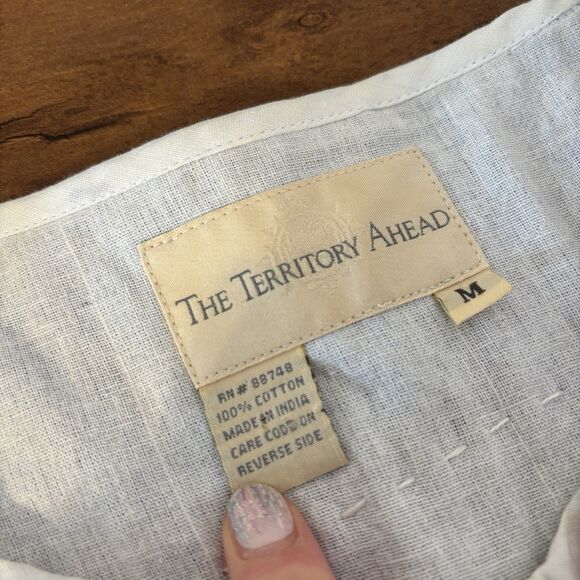 THE TERRITORY AHEAD
M
RN# 88748
100% COTTON
MADE IN INDIA
CARE CODE ON
REVERSE SIDE